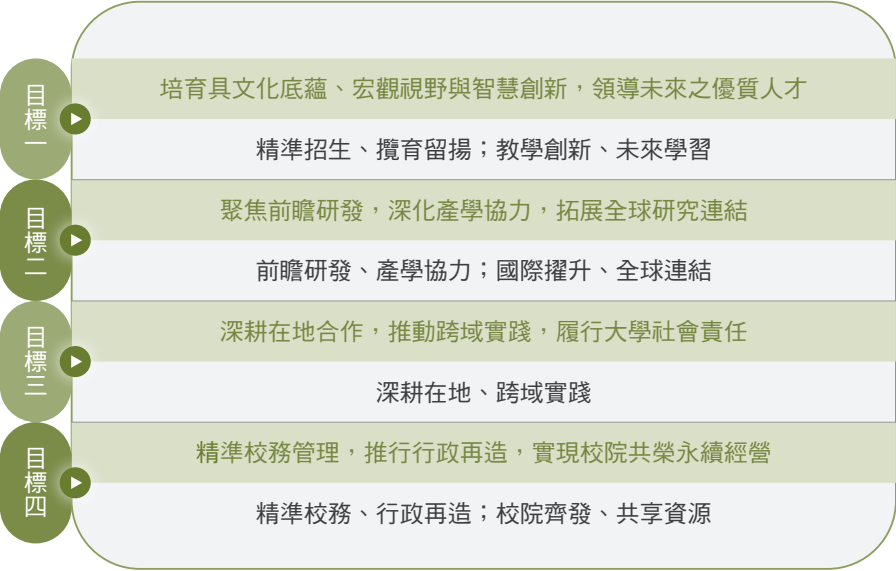 目標一
培育具文化底蘊、宏觀視野與智慧創新，領導未來之優質人才
精準招生、攬育留揚；教學創新、未來學習
目標二
聚焦前瞻研發，深化產學協力，拓展全球研究連結
前瞻研發、產學協力；國際擢升、全球連結
目標三
深耕在地合作，推動跨域實踐，履行大學社會責任
深耕在地、跨域實踐
目標四
精準校務管理，推行行政再造，實現校院共榮永續經營
精準校務、行政再造；校院齊發、共享資源